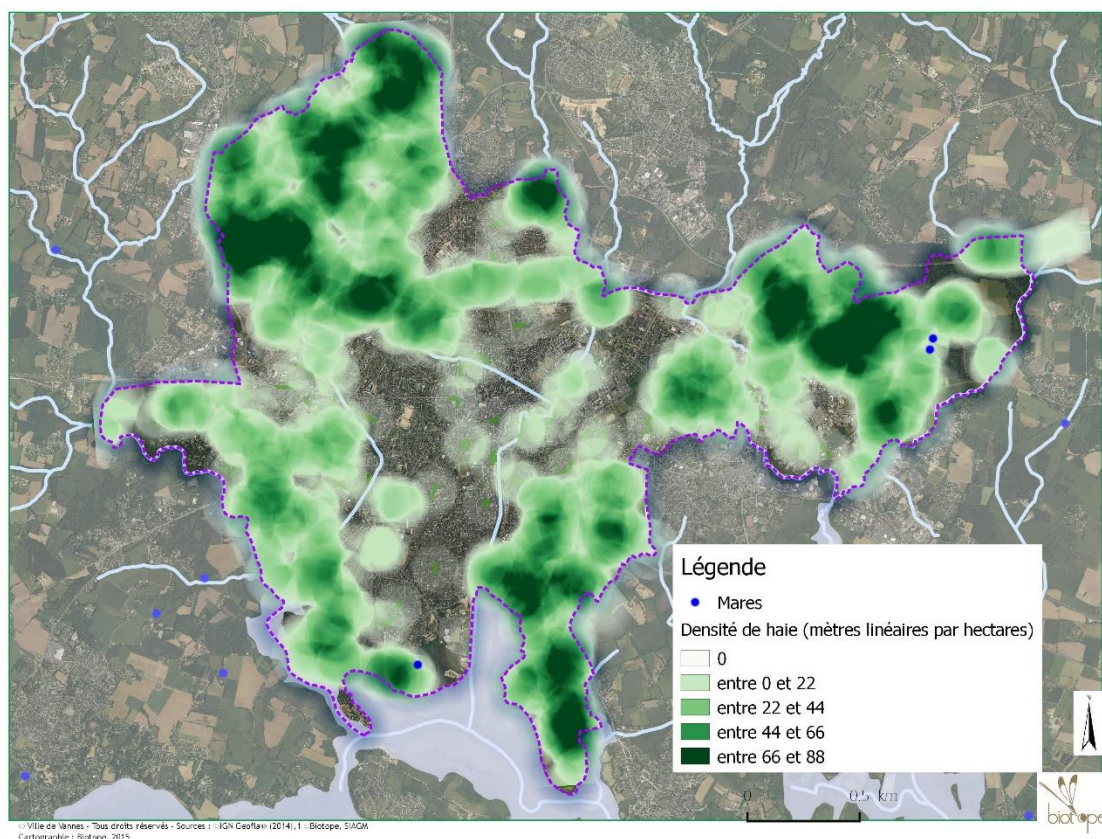 Légende
Mares
Densité de haie (mètres linéaires par hectares)
0
entre 0 et 22
entre 22 et 44
entre 44 et 66
entre 66 et 88
0 0.5 km
biotope
© Ville de Vannes - Tous droits réservés - Sources : ©IGN Geofla® (2014),1 ©Biotope, SIAGM
Cartographie : Biotope, 2015